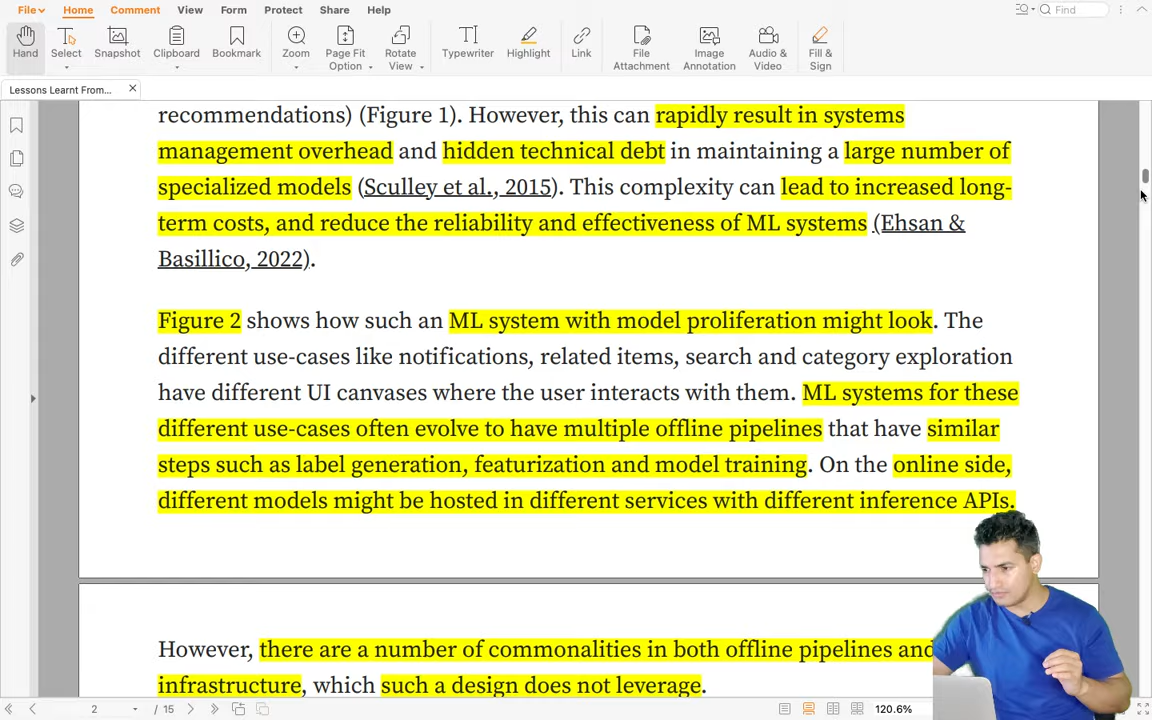 File Home Comment View Form Protect Share Help Find
Hand Select Snapshot Clipboard Bookmark Zoom Page Fit Option Rotate View Typewriter Highlight Link File Attachment Image Annotation Audio & Video Fill & Sign
Lessons Learnt From...
recommendations) (Figure 1). However, this can rapidly result in systems
management overhead and hidden technical debt in maintaining a large number of
specialized models (Sculley et al., 2015). This complexity can lead to increased long-
term costs, and reduce the reliability and effectiveness of ML systems (Ehsan &
Basillico, 2022).
Figure 2 shows how such an ML system with model proliferation might look. The
different use-cases like notifications, related items, search and category exploration
have different UI canvases where the user interacts with them. ML systems for these
different use-cases often evolve to have multiple offline pipelines that have similar
steps such as label generation, featurization and model training. On the online side,
different models might be hosted in different services with different inference APIs.
However, there are a number of commonalities in both offline pipelines and
infrastructure, which such a design does not leverage.
2 / 15 120.6%